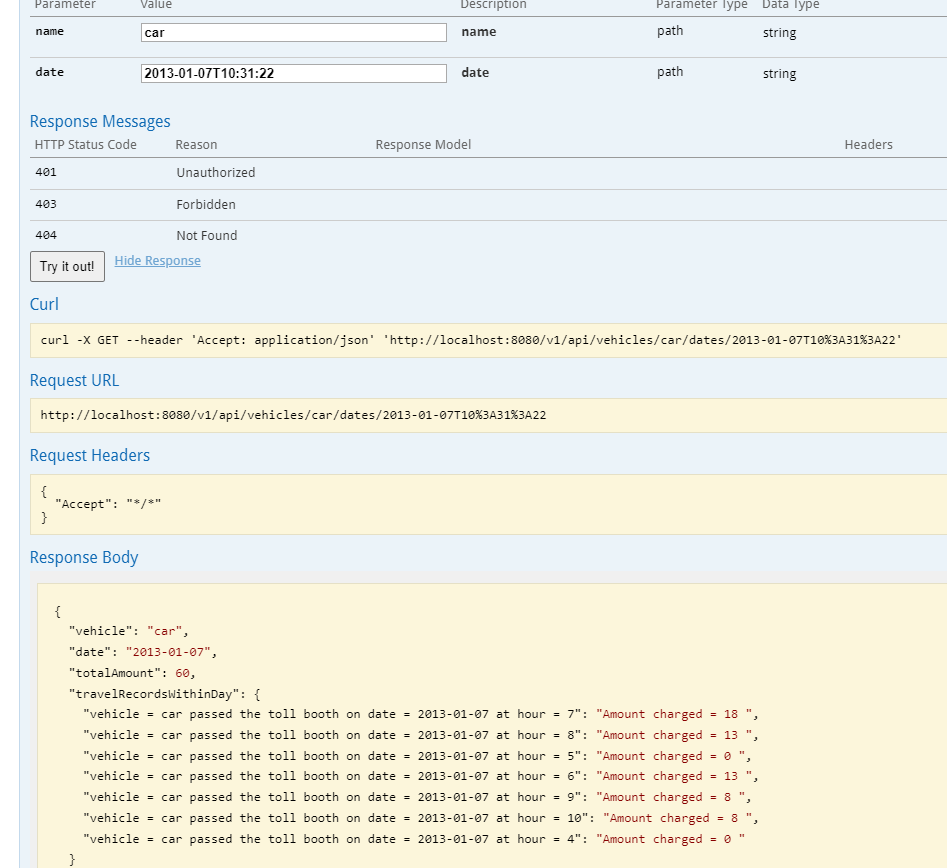 Parameter Value Description Parameter Type Data Type
name car name path string
date 2013-01-07T10:31:22 date path string
Response Messages
HTTP Status Code Reason Response Model Headers
401 Unauthorized
403 Forbidden
404 Not Found
Try it out! Hide Response
Curl
curl -X GET --header 'Accept: application/json' 'http://localhost:8080/v1/api/vehicles/car/dates/2013-01-07T10%3A31%3A22'
Request URL
http://localhost:8080/v1/api/vehicles/car/dates/2013-01-07T10%3A31%3A22
Request Headers
{
"Accept": "*/*"
}
Response Body
{
"vehicle": "car",
"date": "2013-01-07",
"totalAmount": 60,
"travelRecordsWithinDay": {
"vehicle = car passed the toll booth on date = 2013-01-07 at hour = 7": "Amount charged = 18 ",
"vehicle = car passed the toll booth on date = 2013-01-07 at hour = 8": "Amount charged = 13 ",
"vehicle = car passed the toll booth on date = 2013-01-07 at hour = 5": "Amount charged = 0 ",
"vehicle = car passed the toll booth on date = 2013-01-07 at hour = 6": "Amount charged = 13 ",
"vehicle = car passed the toll booth on date = 2013-01-07 at hour = 9": "Amount charged = 8 ",
"vehicle = car passed the toll booth on date = 2013-01-07 at hour = 10": "Amount charged = 8 ",
"vehicle = car passed the toll booth on date = 2013-01-07 at hour = 4": "Amount charged = 0 "
}